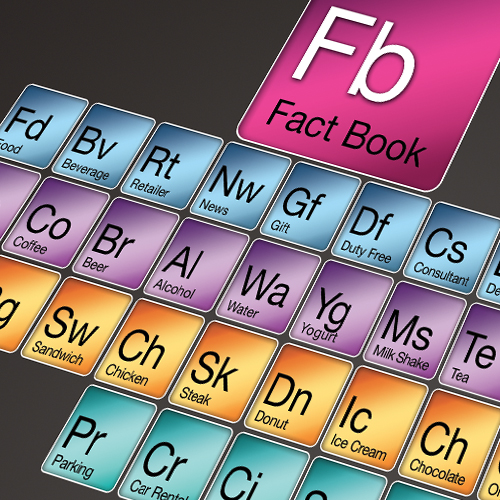 Fb
Fact Book
Fd
Food
Bv
Beverage
Rt
Retailer
Nw
News
Gf
Gift
Df
Duty Free
Cs
Consultant
Co
Coffee
Br
Beer
Al
Alcohol
Wa
Water
Yg
Yogurt
Ms
Milk Shake
Te
Tea
Sw
Sandwich
Ch
Chicken
Sk
Steak
Dn
Donut
Ic
Ice Cream
Ch
Chocolate
Pr
Parking
Cr
Car Rental